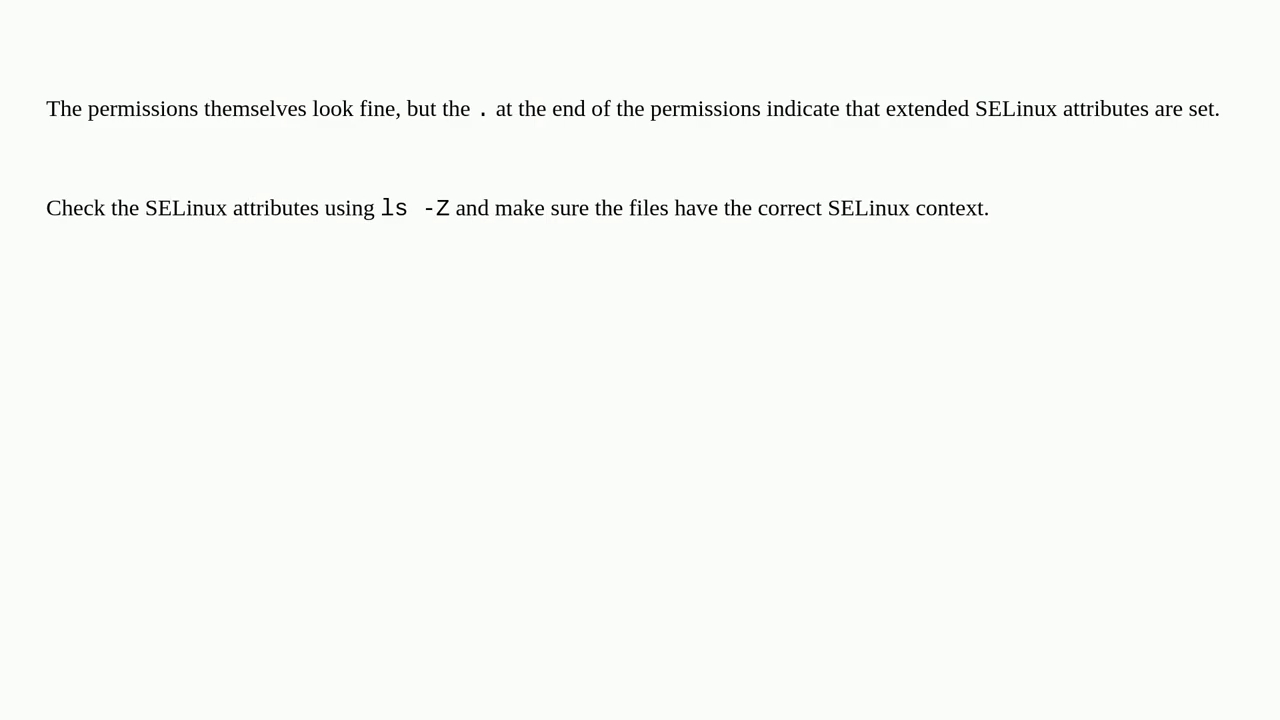 The permissions themselves look fine, but the . at the end of the permissions indicate that extended SELinux attributes are set.
Check the SELinux attributes using ls -Z and make sure the files have the correct SELinux context.